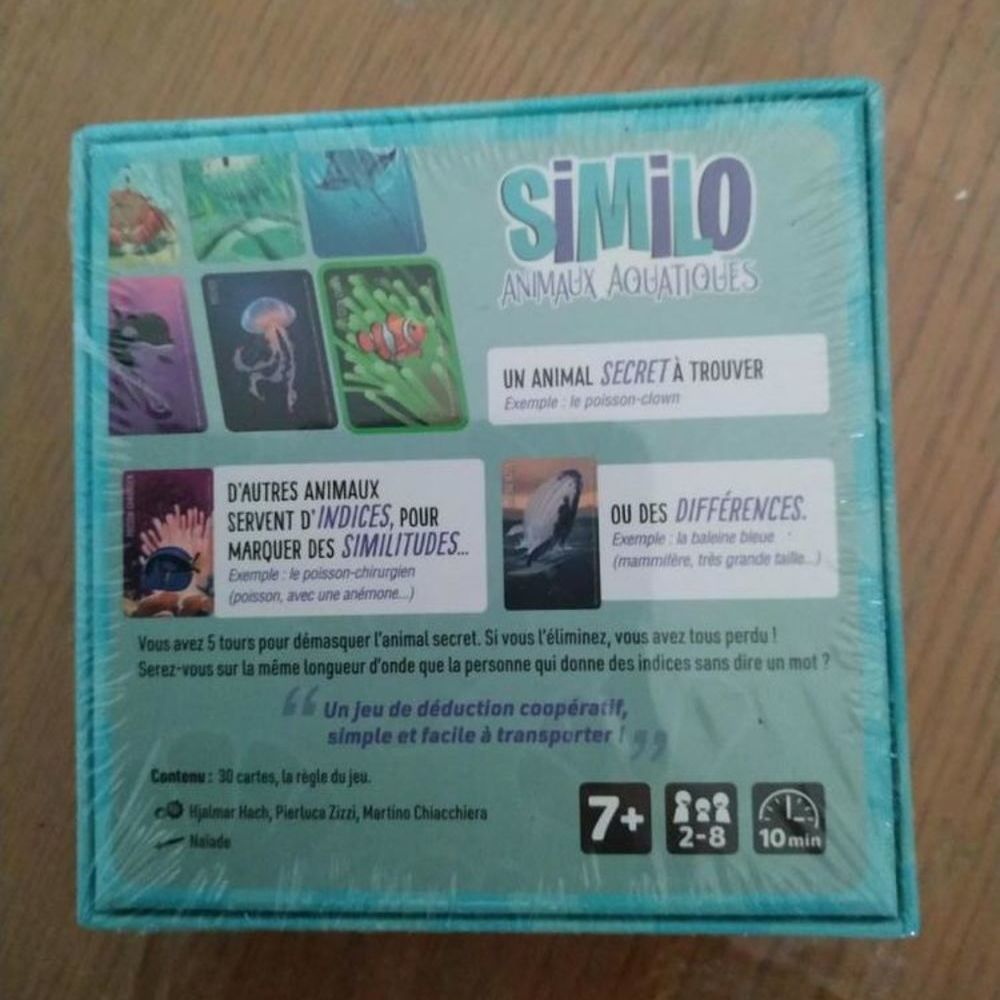 SiMiLO
ANIMAUX AQUATIQUES
UN ANIMAL SECRET À TROUVER
Exemple : le poisson-clown
D'AUTRES ANIMAUX
SERVENT D'INDICES, POUR
MARQUER DES SIMILITUDES...
Exemple : le poisson-chirurgien
(poisson, avec une anémone...)
OU DES DIFFÉRENCES.
Exemple : la baleine bleue
(mammifère, très grande taille...)
Vous avez 5 tours pour démasquer l'animal secret. Si vous l'éliminez, vous avez tous perdu !
Serez-vous sur la même longueur d'onde que la personne qui donne des indices sans dire un mot ?
“ Un jeu de déduction coopératif,
simple et facile à transporter ! ”
Contenu : 30 cartes, la règle du jeu.
Hjalmar Hach, Pierluca Zizzi, Martino Chiacchiera
Naïade
7+
2-8
10 min